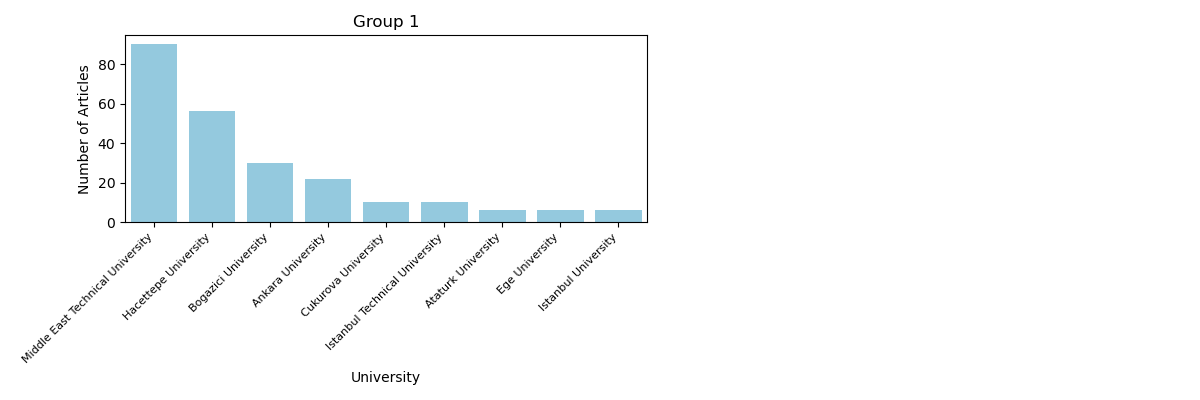 Group 1
Number of Articles
80
60
40
20
0
Middle East Technical University
Hacettepe University
Bogazici University
Ankara University
Cukurova University
Istanbul Technical University
Ataturk University
Ege University
Istanbul University
University